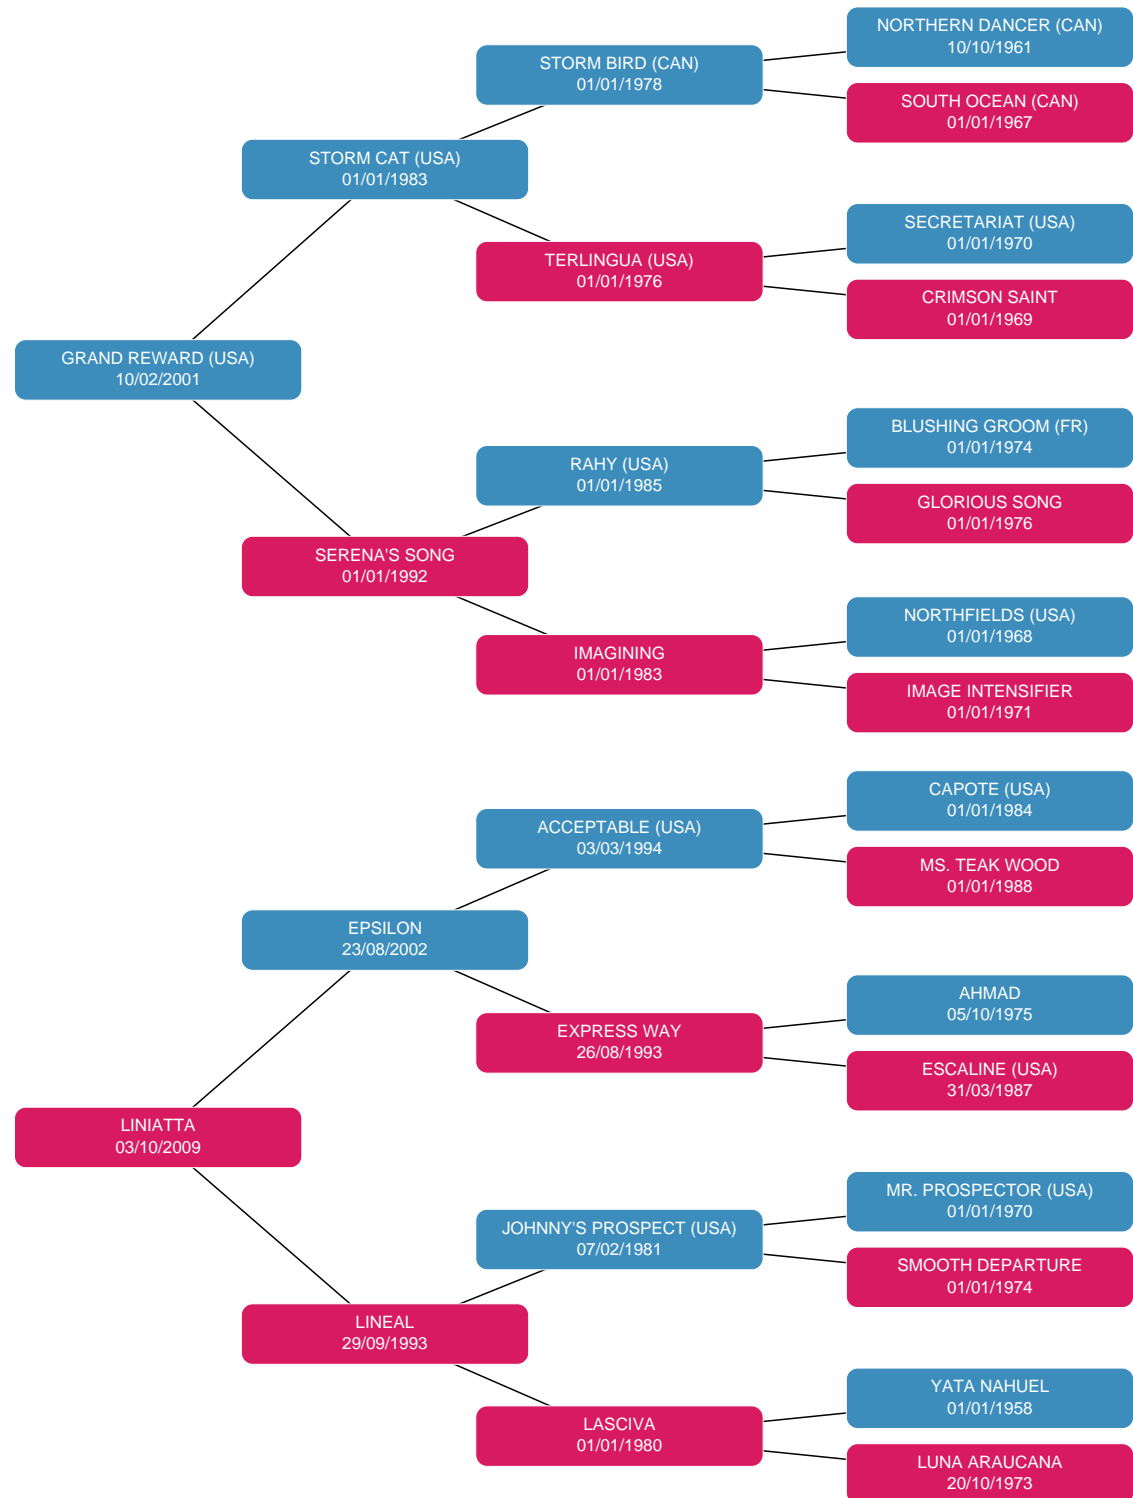 NORTHERN DANCER (CAN)
10/10/1961
STORM BIRD (CAN)
01/01/1978
SOUTH OCEAN (CAN)
01/01/1967
STORM CAT (USA)
01/01/1983
SECRETARIAT (USA)
01/01/1970
TERLINGUA (USA)
01/01/1976
CRIMSON SAINT
01/01/1969
GRAND REWARD (USA)
10/02/2001
BLUSHING GROOM (FR)
01/01/1974
RAHY (USA)
01/01/1985
GLORIOUS SONG
01/01/1976
SERENA'S SONG
01/01/1992
NORTHFIELDS (USA)
01/01/1968
IMAGINING
01/01/1983
IMAGE INTENSIFIER
01/01/1971
CAPOTE (USA)
01/01/1984
ACCEPTABLE (USA)
03/03/1994
MS. TEAK WOOD
01/01/1988
EPSILON
23/08/2002
AHMAD
05/10/1975
EXPRESS WAY
26/08/1993
ESCALINE (USA)
31/03/1987
LINIATTA
03/10/2009
MR. PROSPECTOR (USA)
01/01/1970
JOHNNY'S PROSPECT (USA)
07/02/1981
SMOOTH DEPARTURE
01/01/1974
LINEAL
29/09/1993
YATA NAHUEL
01/01/1958
LASCIVA
01/01/1980
LUNA ARAUCANA
20/10/1973